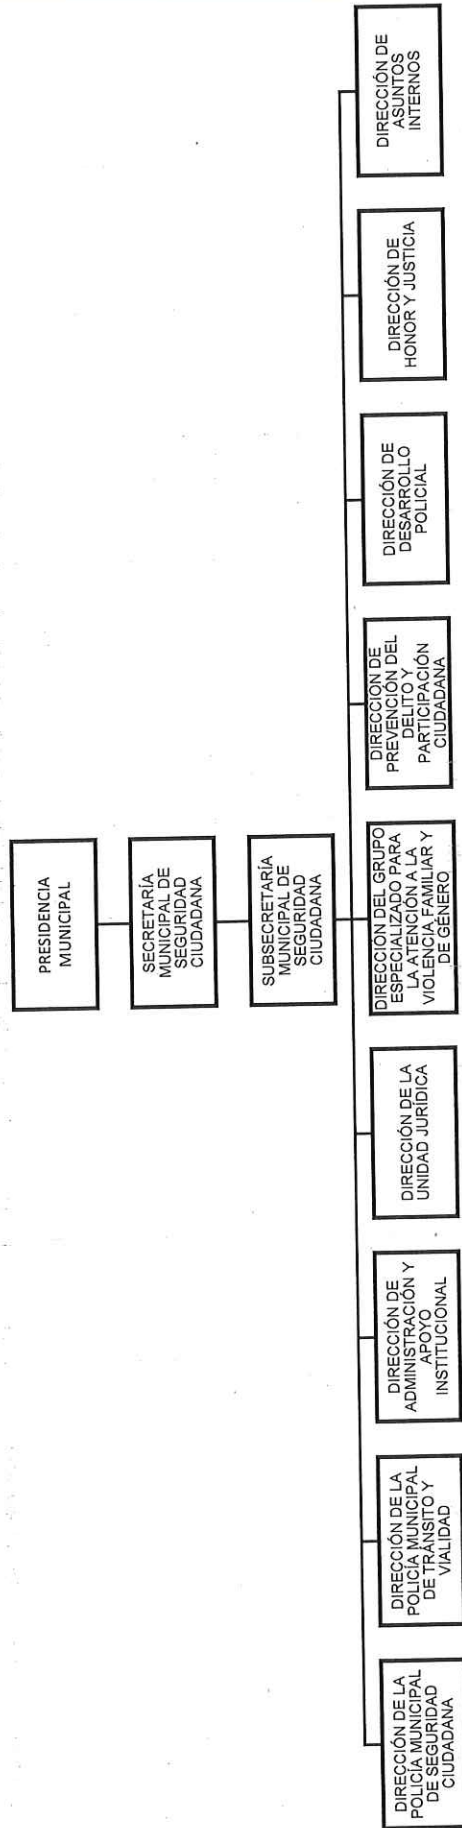 PRESIDENCIA
MUNICIPAL
SECRETARÍA
MUNICIPAL DE
SEGURIDAD
CIUDADANA
SUBSECRETARÍA
MUNICIPAL DE
SEGURIDAD
CIUDADANA
DIRECCIÓN DE LA
POLICÍA MUNICIPAL
DE SEGURIDAD
CIUDADANA
DIRECCIÓN DE LA
POLICÍA MUNICIPAL
DE TRÁNSITO Y
VIALIDAD
DIRECCIÓN DE
ADMINISTRACIÓN Y
APOYO
INSTITUCIONAL
DIRECCIÓN DE LA
UNIDAD JURÍDICA
DIRECCIÓN DEL GRUPO
ESPECIALIZADO PARA
LA ATENCIÓN A LA
VIOLENCIA FAMILIAR Y
DE GÉNERO
DIRECCIÓN DE
PREVENCIÓN DEL
DELITO Y
PARTICIPACIÓN
CIUDADANA
DIRECCIÓN DE
DESARROLLO
POLICIAL
DIRECCIÓN DE
HONOR Y JUSTICIA
DIRECCIÓN DE
ASUNTOS
INTERNOS